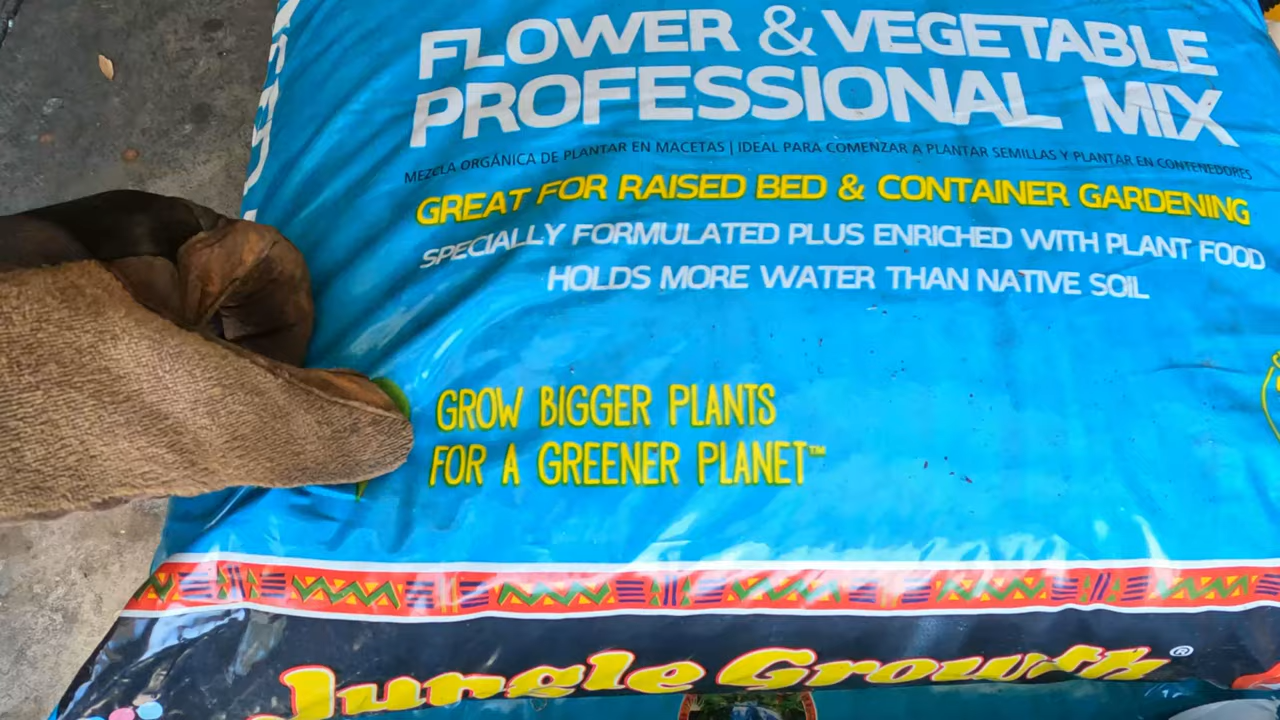 FLOWER & VEGETABLE
PROFESSIONAL MIX
MEZCLA ORGÁNICA DE PLANTAR EN MACETAS | IDEAL PARA COMENZAR A PLANTAR SEMILLAS Y PLANTAR EN CONTENEDORES
GREAT FOR RAISED BED & CONTAINER GARDENING
SPECIALLY FORMULATED PLUS ENRICHED WITH PLANT FOOD
HOLDS MORE WATER THAN NATIVE SOIL
GROW BIGGER PLANTS
FOR A GREENER PLANET™
Jungle Growth®